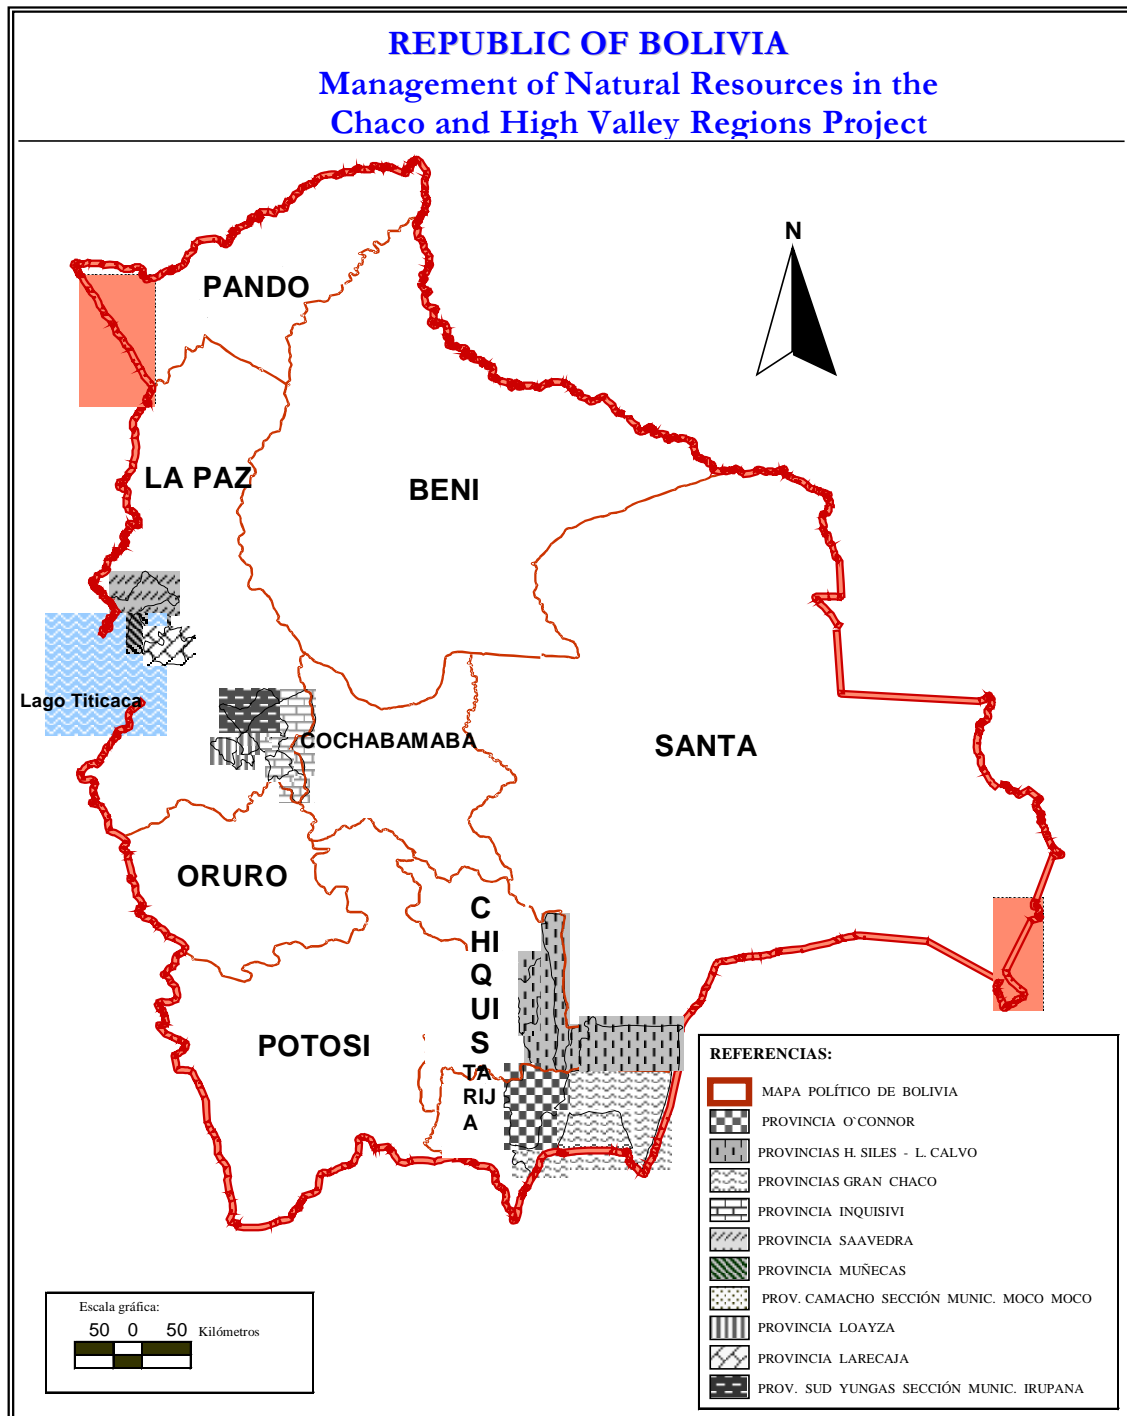 REPUBLIC OF BOLIVIA
Management of Natural Resources in the
Chaco and High Valley Regions Project
N
PANDO
LA PAZ
BENI
Lago Titicaca
COCHABAMABA
SANTA
ORURO
C
HI
Q
UI
S
POTOSI
TA
RIJ
A
REFERENCIAS:
MAPA POLÍTICO DE BOLIVIA
PROVINCIA O`CONNOR
PROVINCIAS H. SILES - L. CALVO
PROVINCIAS GRAN CHACO
PROVINCIA INQUISIVI
PROVINCIA SAAVEDRA
PROVINCIA MUÑECAS
PROV. CAMACHO SECCIÓN MUNIC. MOCO MOCO
PROVINCIA LOAYZA
PROVINCIA LARECAJA
PROV. SUD YUNGAS SECCIÓN MUNIC. IRUPANA
Escala gráfica:
50 0 50 Kilómetros